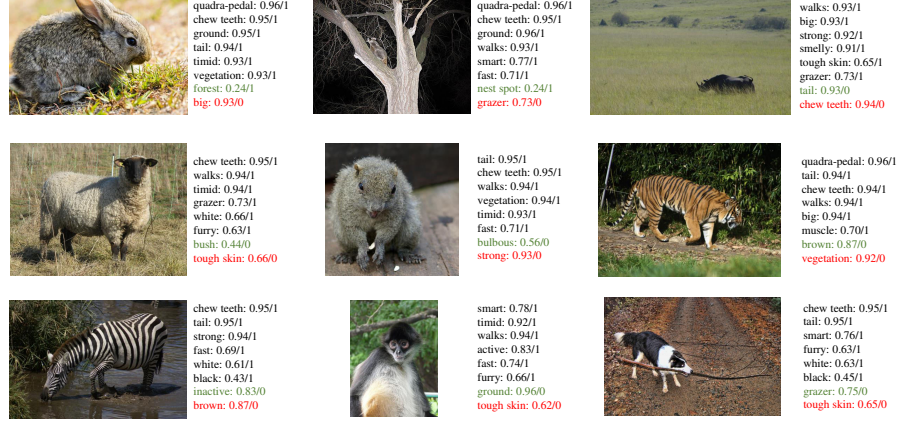 quadra-pedal: 0.96/1
chew teeth: 0.95/1
ground: 0.95/1
tail: 0.94/1
timid: 0.93/1
vegetation: 0.93/1
forest: 0.24/1
big: 0.93/0
quadra-pedal: 0.96/1
chew teeth: 0.95/1
ground: 0.96/1
walks: 0.93/1
smart: 0.77/1
fast: 0.71/1
nest spot: 0.24/1
grazer: 0.73/0
walks: 0.93/1
big: 0.93/1
strong: 0.92/1
smelly: 0.91/1
tough skin: 0.65/1
grazer: 0.73/1
tail: 0.93/0
chew teeth: 0.94/0
chew teeth: 0.95/1
walks: 0.94/1
timid: 0.94/1
grazer: 0.73/1
white: 0.66/1
furry: 0.63/1
bush: 0.44/0
tough skin: 0.66/0
tail: 0.95/1
chew teeth: 0.95/1
walks: 0.94/1
vegetation: 0.94/1
timid: 0.93/1
fast: 0.71/1
bulbous: 0.56/0
strong: 0.93/0
quadra-pedal: 0.96/1
tail: 0.94/1
chew teeth: 0.94/1
walks: 0.94/1
big: 0.94/1
muscle: 0.70/1
brown: 0.87/0
vegetation: 0.92/0
chew teeth: 0.95/1
tail: 0.95/1
strong: 0.94/1
fast: 0.69/1
white: 0.61/1
black: 0.43/1
inactive: 0.83/0
brown: 0.87/0
smart: 0.78/1
timid: 0.92/1
walks: 0.94/1
active: 0.83/1
fast: 0.74/1
furry: 0.66/1
ground: 0.96/0
tough skin: 0.62/0
chew teeth: 0.95/1
tail: 0.95/1
smart: 0.76/1
furry: 0.63/1
white: 0.63/1
black: 0.45/1
grazer: 0.75/0
tough skin: 0.65/0